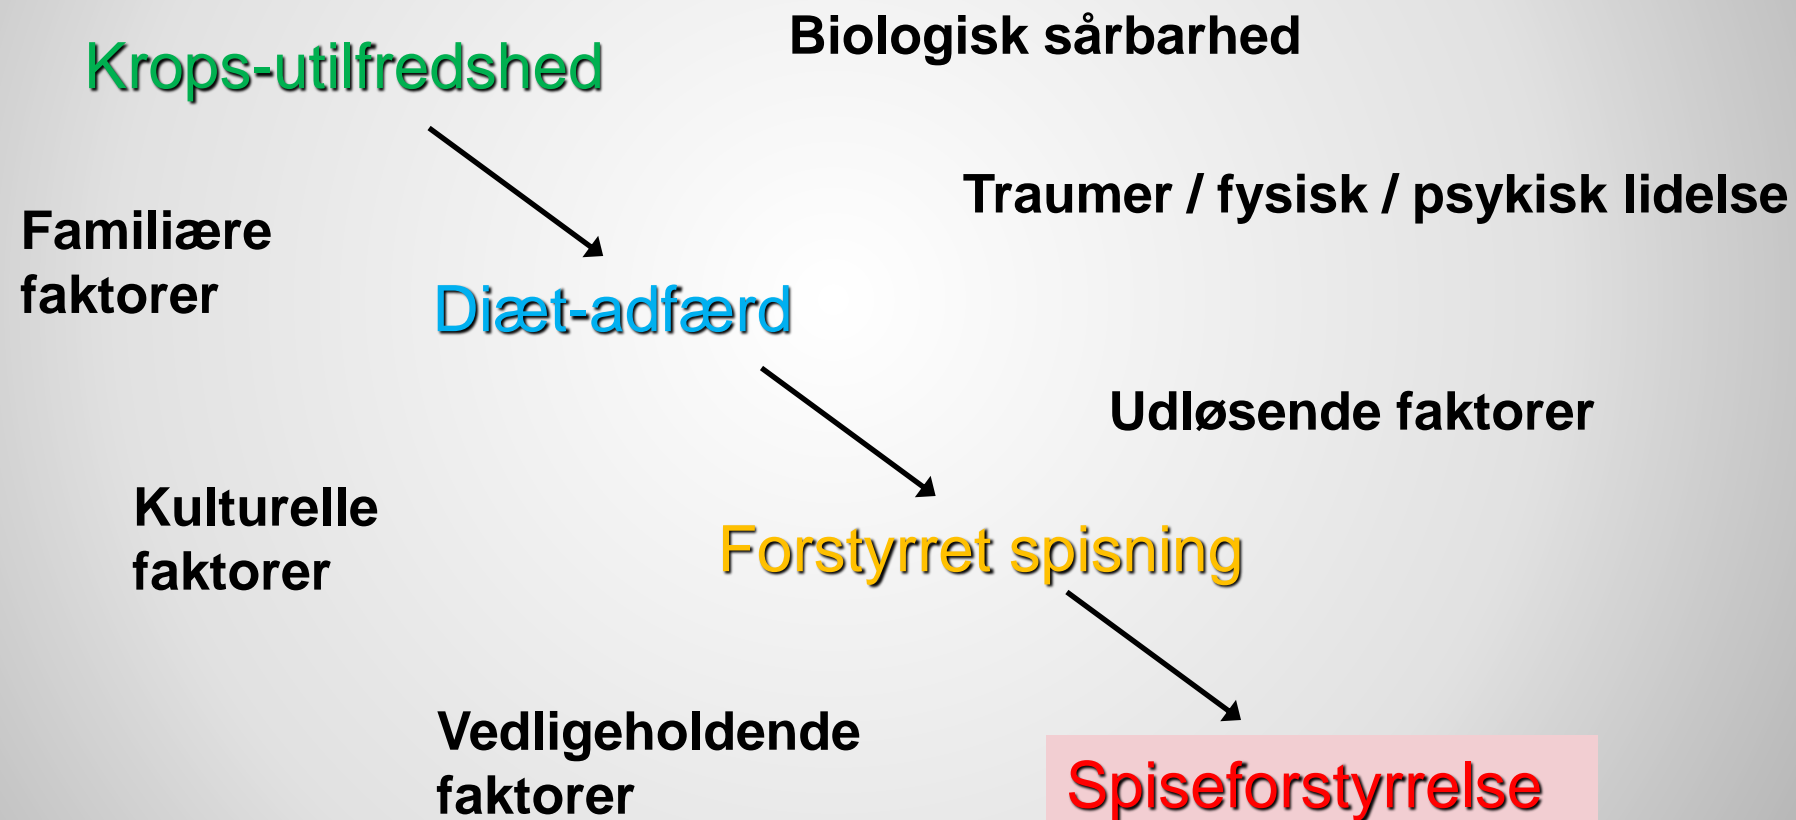 Biologisk sårbarhed
Krops-utilfredshed
Traumer / fysisk / psykisk lidelse
Familiære
faktorer
Diæt-adfærd
Udløsende faktorer
Kulturelle
faktorer
Forstyrret spisning
Vedligeholdende
faktorer
Spiseforstyrrelse